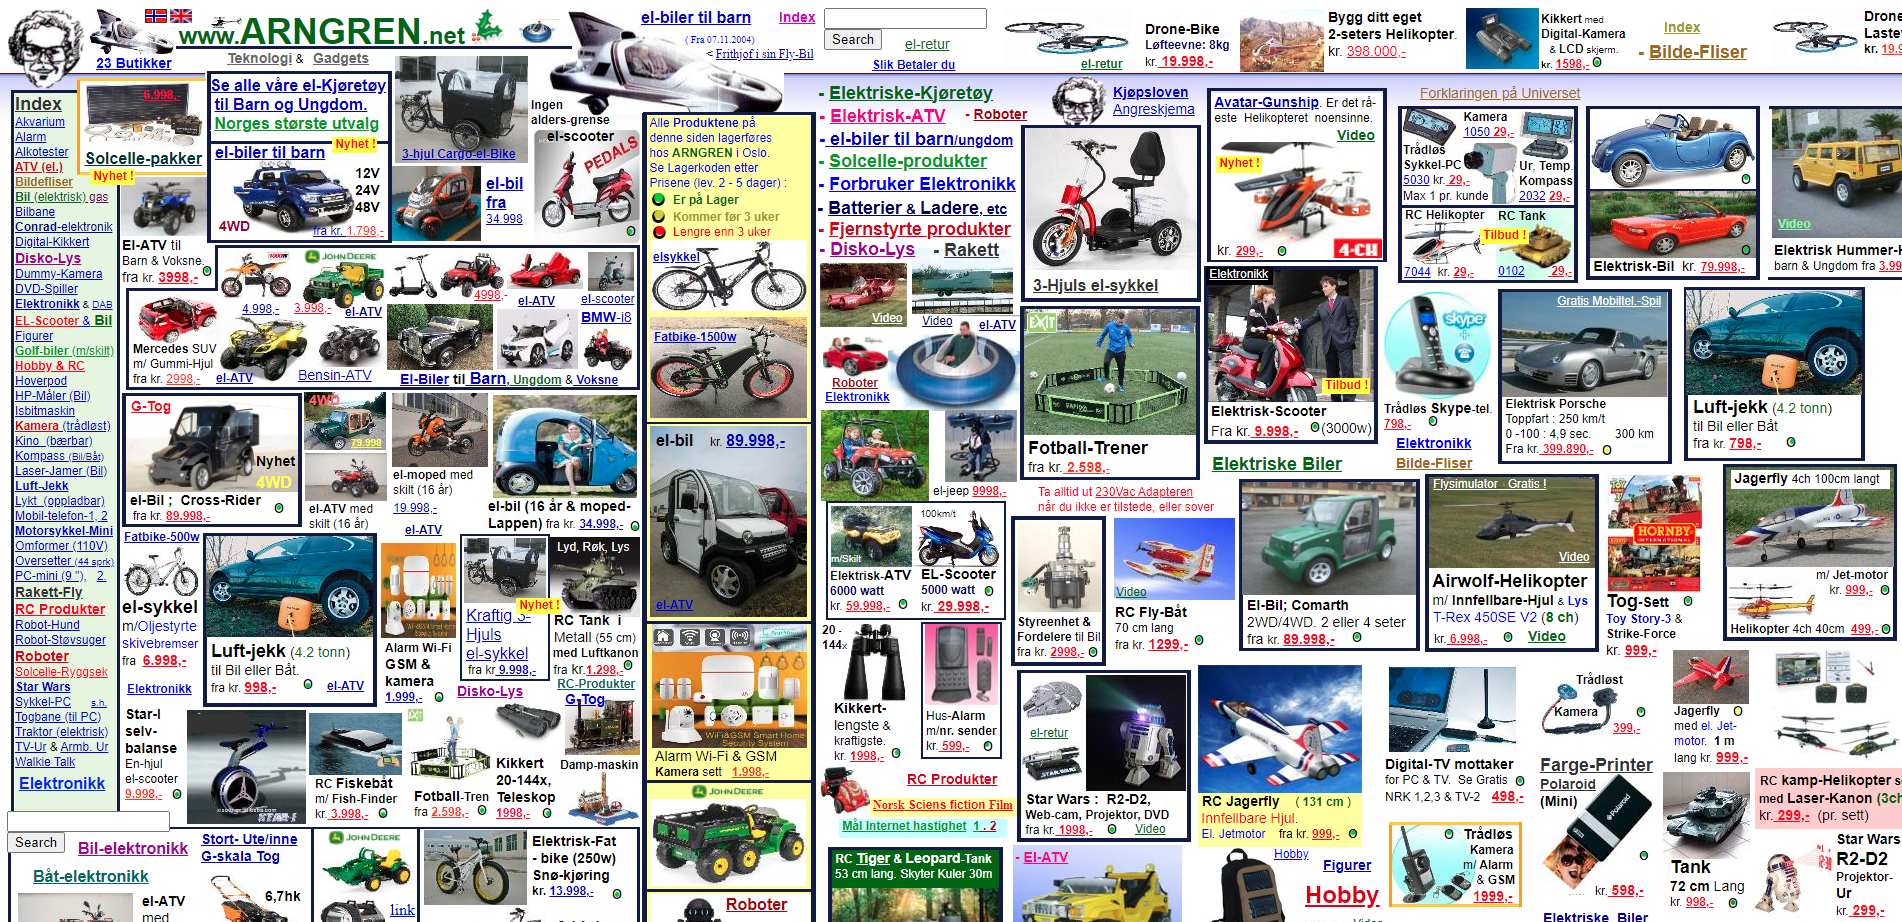 www.ARNGREN.net
23 Butikker
Teknologi & Gadgets
el-biler til barn
( Fra 07.11.2004)
< Frithjof i sin Fly-Bil
Index
Search
el-retur
Slik Betaler du
el-retur
Drone-Bike
Løfteevne: 8kg
kr. 19.998,-
Bygg ditt eget
2-seters Helikopter.
kr. 398.000,-
Kikkert med
Digital-Kamera
& LCD skjerm.
kr. 1598,-
Index
- Bilde-Fliser
Drone
Laste
kr. 19.9
Index
Akvarium
Alarm
Alkotester
ATV (el.)
Bildefliser
Bil (elektrisk) gas
Bilbane
Conrad-elektronik
Digital-Kikkert
Disko-Lys
Dummy-Kamera
DVD-Spiller
Elektronikk & DAB
EL-Scooter & Bil
Figurer
Golf-biler (m/skilt)
Hobby & RC
Hoverpod
HP-Måler (Bil)
Isbitmaskin
Kamera (trådløst)
Kino (bærbar)
Kompass (Bil/Båt)
Laser-Jamer (Bil)
Luft-Jekk
Lykt (oppladbar)
Mobil-telefon-1, 2
Motorsykkel-Mini
Omformer (110V)
Oversetter (44 sprk)
PC-mini (9 "), 2.
Rakett-Fly
RC Produkter
Robot-Hund
Robot-Støvsuger
Roboter
Solcelle-Ryggsek
Star Wars
Sykkel-PC s.h.
Togbane (til PC)
Traktor (elektrisk)
TV-Ur & Armb. Ur
Walkie Talk
Elektronikk
Search
6.998,-
Solcelle-pakker
Nyhet !
Se alle våre el-Kjøretøy
til Barn og Ungdom.
Norges største utvalg
el-biler til barn
Nyhet !
12V
24V
48V
4WD
fra kr. 1.798,-
3-hjul Cargo-el-Bike
Ingen
alders-grense
el-scooter
PEDALS
el-bil
fra
34.998
El-ATV til
Barn & Voksne.
fra kr. 3998,-
1000W
4.998,-
JOHN DEERE
3.998,-
el-ATV
4998,-
el-ATV
el-scooter
BMW-i8
Mercedes SUV
m/ Gummi-Hjul
fra kr. 2998,-
el-ATV
Bensin-ATV
El-Biler til Barn, Ungdom & Voksne
Alle Produktene på
denne siden lagerføres
hos ARNGREN i Oslo.
Se Lagerkoden etter
Prisene (lev. 2 - 5 dager) :
Er på Lager
Kommer før 3 uker
Lengre enn 3 uker
elsykkel
Fatbike-1500w
el-bil kr. 89.998,-
el-ATV
G-Tog
Nyhet
4WD
el-Bil ; Cross-Rider
fra kr. 89.998,-
4WD
79.998
el-ATV med
skilt (16 år)
el-moped med
skilt (16 år)
19.998,-
el-ATV
el-bil (16 år & moped-
Lappen) fra kr. 34.998,-
Fatbike-500w
el-sykkel
m/Oljestyrte
skivebremser
fra 6.998,-
Elektronikk
Luft-jekk (4.2 tonn)
til Bil eller Båt.
fra kr. 998,-
el-ATV
Alarm Wi-Fi
GSM &
kamera
1.999,-
Nyhet !
Kraftig 3-
Hjuls
el-sykkel
fra kr 9.998,-
Disko-Lys
Lyd, Røk, Lys
RC Tank i
Metall (55 cm)
med Luftkanon
fra kr.1.298,-
RC-Produkter
G-Tog
WiFi&GSM Smart Home
Security System
Alarm Wi-Fi & GSM
Kamera sett 1.998,-
JOHN DEERE
Star-l
selv-
balanse
En-hjul
el-scooter
9.998,-
STAR-I
RC Fiskebåt
m/ Fish-Finder
kr. 3.998,-
EXIT
Fotball-Tren
fra 2.598,-
Kikkert
20-144x,
Teleskop
1998,-
Damp-maskin
Bil-elektronikk
Båt-elektronikk
Stort- Ute/inne
G-skala Tog
el-ATV
med
6,7hk
JOHN DEERE
link
Elektrisk-Fat
- bike (250w)
Snø-kjøring
kr. 13.998,-
Roboter
- Elektriske-Kjøretøy
- Elektrisk-ATV - Roboter
- el-biler til barn/ungdom
- Solcelle-produkter
- Forbruker Elektronikk
- Batterier & Ladere, etc
- Fjernstyrte produkter
- Disko-Lys - Rakett
Video
Video
el-ATV
Roboter
Elektronikk
el-jeep 9998,-
m/Skilt
Elektrisk-ATV
6000 watt
kr. 59.998,-
100km/t
EL-Scooter
5000 watt
kr. 29.998,-
20 -
144x
Kikkert-
lengste &
kraftigste.
kr. 1998,-
Hus-Alarm
m/nr. sender
kr. 599,-
RC Produkter
Norsk Sciens fiction Film
Mål Internet hastighet 1 . 2
RC Tiger & Leopard-Tank
53 cm lang. Skyter Kuler 30m
Kjøpsloven
Angreskjema
3-Hjuls el-sykkel
EXIT
Fotball-Trener
fra kr. 2.598,-
Ta alltid ut 230Vac Adapteren
når du ikke er tilstede, eller sover
Styreenhet &
Fordelere til Bil
Fra kr. 2998,-
Video
RC Fly-Båt
70 cm lang
fra kr. 1299,-
el-retur
STAR WARS
Star Wars : R2-D2,
Web-cam, Projektor, DVD
fra kr. 1998,- Video
- El-ATV
Avatar-Gunship. Er det rå-
este Helikopteret noensinne.
Video
Nyhet !
kr. 299,-
4-CH
Elektronikk
Tilbud !
Elektrisk-Scooter
Fra kr. 9.998,- (3000w)
Elektriske Biler
El-Bil; Comarth
2WD/4WD. 2 eller 4 seter
fra kr. 89.998,-
RC Jagerfly ( 131 cm )
Innfellbare Hjul.
El. Jetmotor fra kr. 999,-
Hobby
Figurer
Hobby
Forklaringen på Universet
Kamera
1050 29,-
Trådløs
Sykkel-PC
5030 kr. 29,-
Max 1 pr. kunde
Ur, Temp.
Kompass
2032 29,-
RC Helikopter
7044 kr. 29,-
RC Tank
Tilbud !
0102 29,-
skype
Trådløs Skype-tel.
798,-
Elektronikk
Bilde-Fliser
Gratis Mobiltel.-Spil
Elektrisk Porsche
Toppfart : 250 km/t
0 -100 : 4,9 sec. 300 km
Fra kr. 399.890,-
Elektrisk-Bil kr. 79.998,-
Video
Elektrisk Hummer-H
barn & Ungdom fra 3.99
Luft-jekk (4.2 tonn)
til Bil eller Båt
fra kr. 798,-
Flysimulator Gratis !
Video
Airwolf-Helikopter
m/ Innfellbare-Hjul & Lys
T-Rex 450SE V2 (8 ch)
kr. 6.998,- Video
HORNBY
INTERNATIONAL
Tog-Sett
Toy Story-3 &
Strike-Force
kr. 999,-
Jagerfly 4ch 100cm langt
m/ Jet-motor
kr. 999,-
Helikopter 4ch 40cm 499,-
Digital-TV mottaker
for PC & TV. Se Gratis
NRK 1,2,3 & TV-2 498,-
Trådløst
Kamera
399,-
Jagerfly
med el. Jet-
motor. 1 m
lang kr. 999,-
Farge-Printer
Polaroid
(Mini)
Polaroid
kr. 598,-
Elektriske Biler
Trådløs
Kamera
m/ Alarm
& GSM
1999,-
Tank
72 cm Lang
kr. 998,-
RC kamp-Helikopter s
med Laser-Kanon (3ch
kr. 299,- (pr. sett)
Star Wars
R2-D2
Projektor-
Ur
kr. 299,-